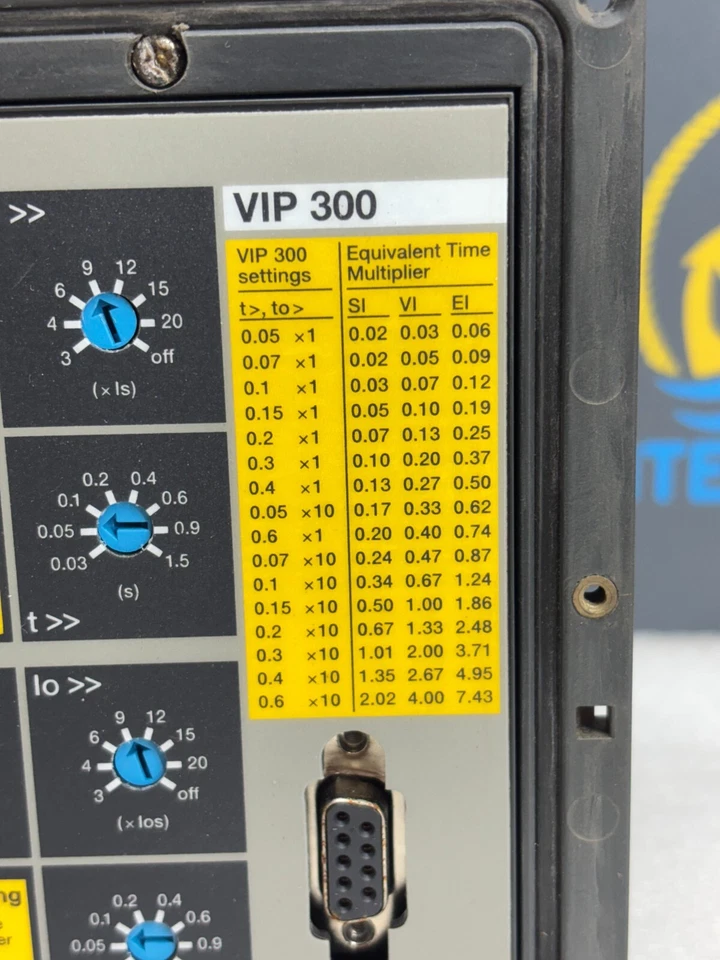 >>
9 12
6 15
4 20
3 off
(× Is)
0.2 0.4
0.1 0.6
0.05 0.9
0.03 1.5
(s)
t >>
Io >>
9 12
6 15
4 20
3 off
(× Ios)
0.2 0.4
0.1 0.6
0.05 0.9
VIP 300
VIP 300 settings Equivalent Time Multiplier
t>, to> SI VI EI
0.05 ×1 0.02 0.03 0.06
0.07 ×1 0.02 0.05 0.09
0.1 ×1 0.03 0.07 0.12
0.15 ×1 0.05 0.10 0.19
0.2 ×1 0.07 0.13 0.25
0.3 ×1 0.10 0.20 0.37
0.4 ×1 0.13 0.27 0.50
0.05 ×10 0.17 0.33 0.62
0.6 ×1 0.20 0.40 0.74
0.07 ×10 0.24 0.47 0.87
0.1 ×10 0.34 0.67 1.24
0.15 ×10 0.50 1.00 1.86
0.2 ×10 0.67 1.33 2.48
0.3 ×10 1.01 2.00 3.71
0.4 ×10 1.35 2.67 4.95
0.6 ×10 2.02 4.00 7.43